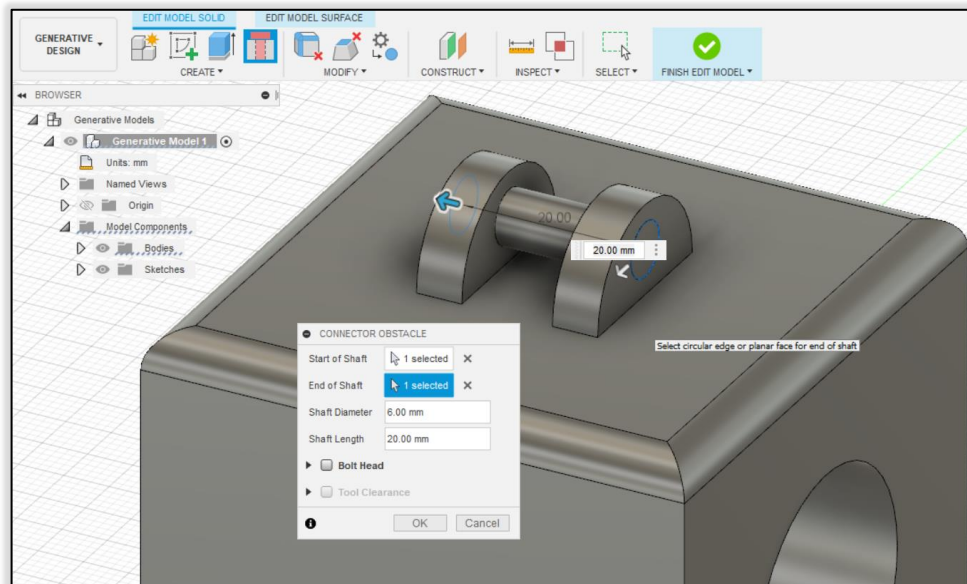 EDIT MODEL SOLID
EDIT MODEL SURFACE
GENERATIVE
DESIGN
CREATE
MODIFY
CONSTRUCT
INSPECT
SELECT
FINISH EDIT MODEL
BROWSER
Generative Models
Generative Model 1
Units: mm
Named Views
Origin
Model Components
Bodies
Sketches
20.00
20.00 mm
Select circular edge or planar face for end of shaft
CONNECTOR OBSTACLE
Start of Shaft 1 selected
End of Shaft 1 selected
Shaft Diameter 6.00 mm
Shaft Length 20.00 mm
Bolt Head
Tool Clearance
OK Cancel